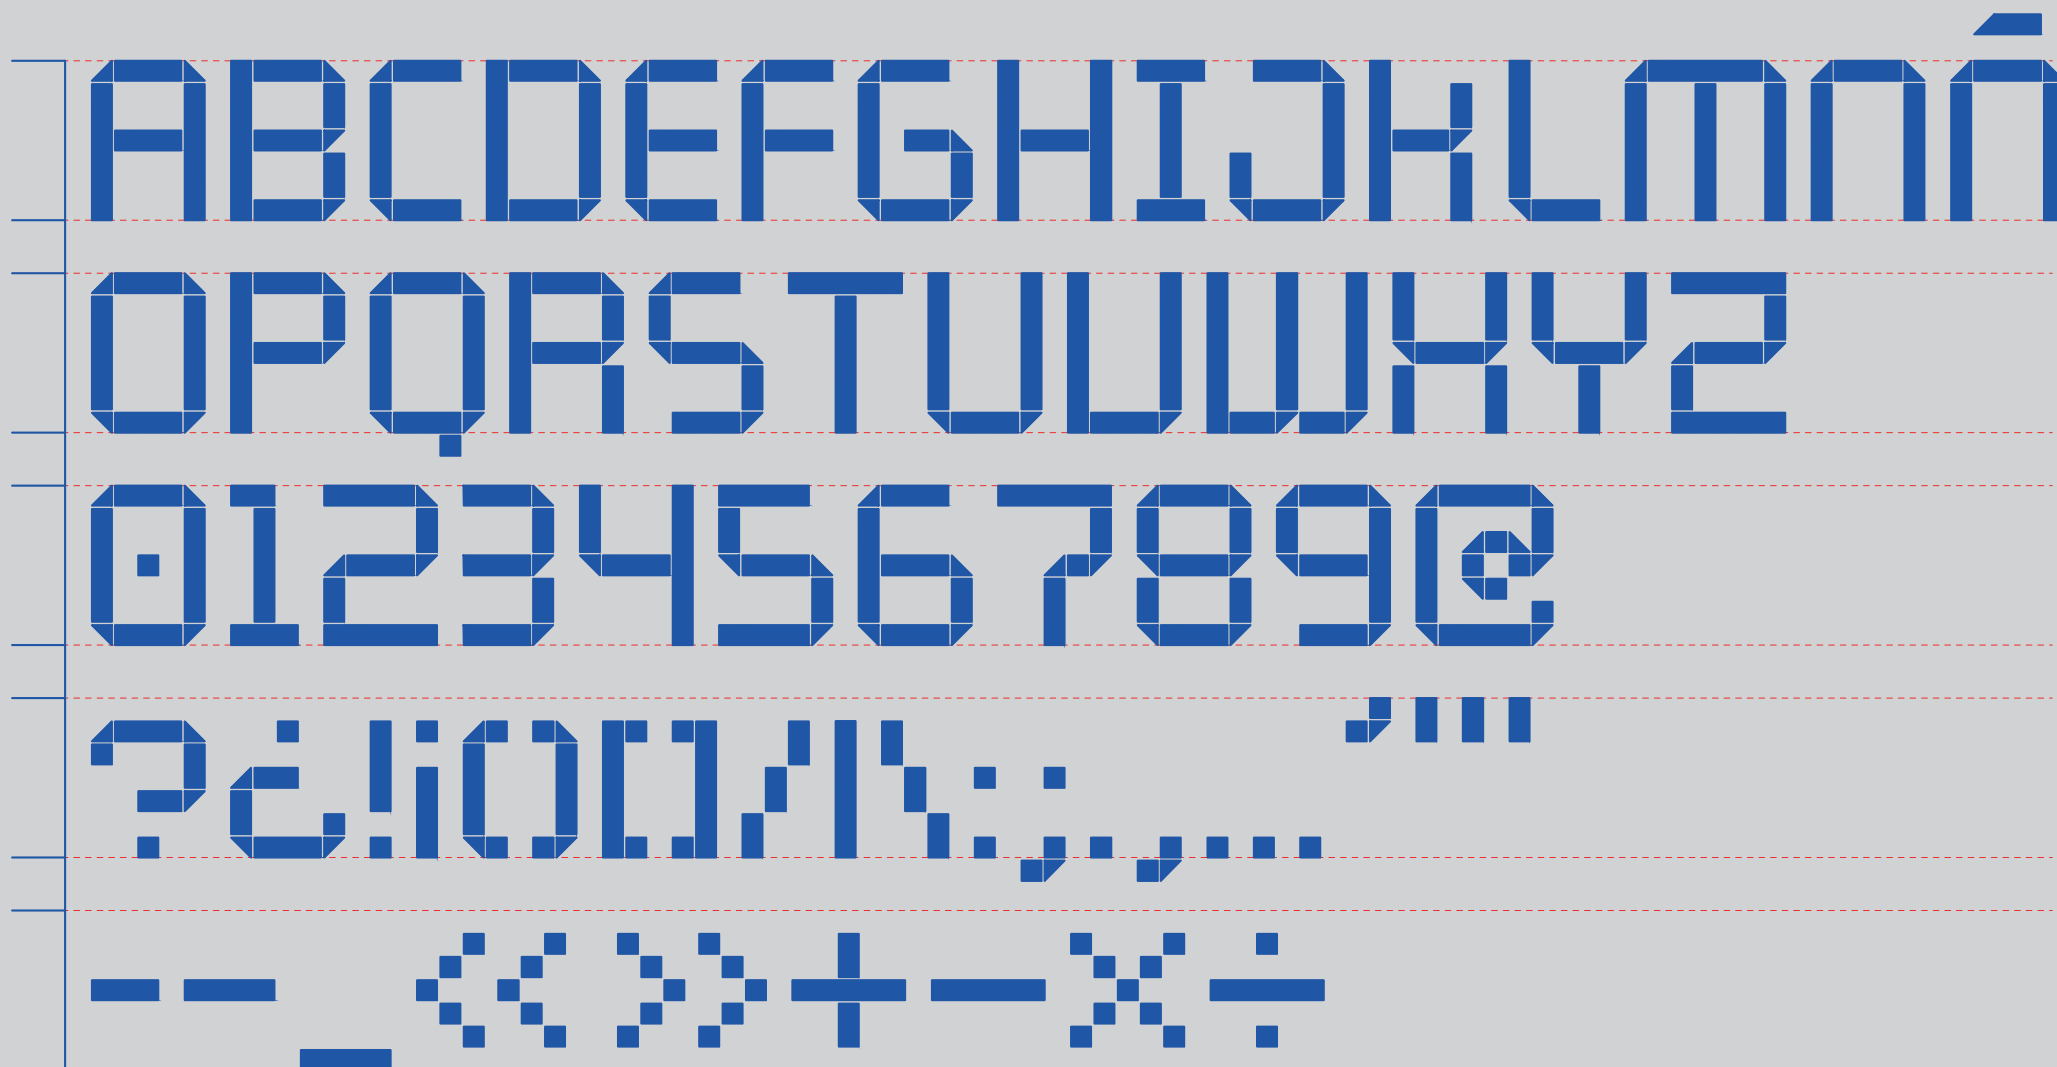 ABCDEFGHIJKLMNÑ
OPQRSTUVWXYZ
0123456789@
?¿!¡()[]/|\:;.,…’'"
-–_«»+−×÷